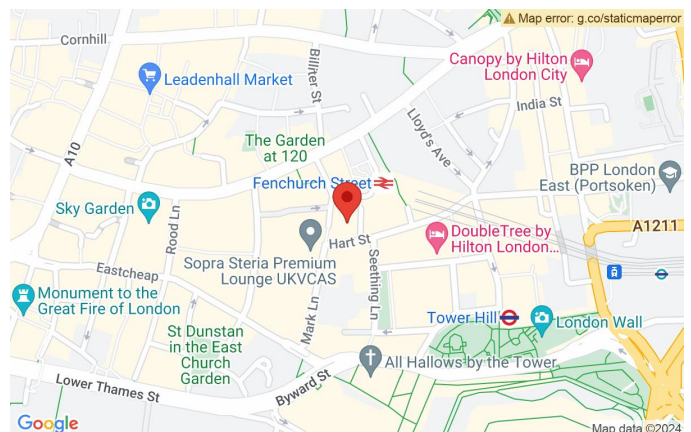 Map error: g.co/staticmaperror
Cornhill
Leadenhall Market
Billiter St
Canopy by Hilton
London City
India St
Lloyd's Ave
The Garden
at 120
A10
Fenchurch Street
BPP London
East (Portsoken)
Sky Garden
Rood Ln
A1211
Hart St
DoubleTree by
Hilton London...
Sopra Steria Premium
Lounge UKVCAS
Seething Ln
Eastcheap
Monument to the
Great Fire of London
Mark Ln
Tower Hill
London Wall
St Dunstan
in the East
Church
Garden
All Hallows by the Tower
Byward St
Lower Thames St
Google
Map data ©2024